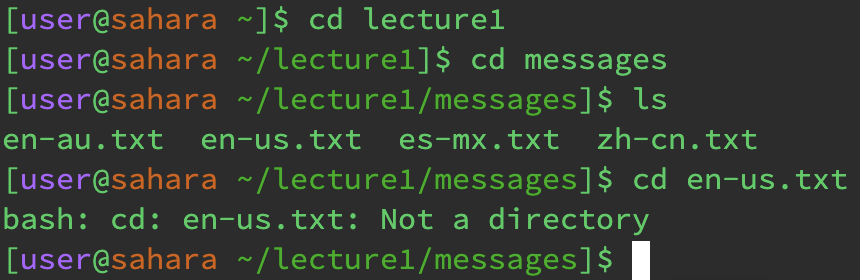 [user@sahara ~]$ cd lecture1
[user@sahara ~/lecture1]$ cd messages
[user@sahara ~/lecture1/messages]$ ls
en-au.txt  en-us.txt  es-mx.txt  zh-cn.txt
[user@sahara ~/lecture1/messages]$ cd en-us.txt
bash: cd: en-us.txt: Not a directory
[user@sahara ~/lecture1/messages]$